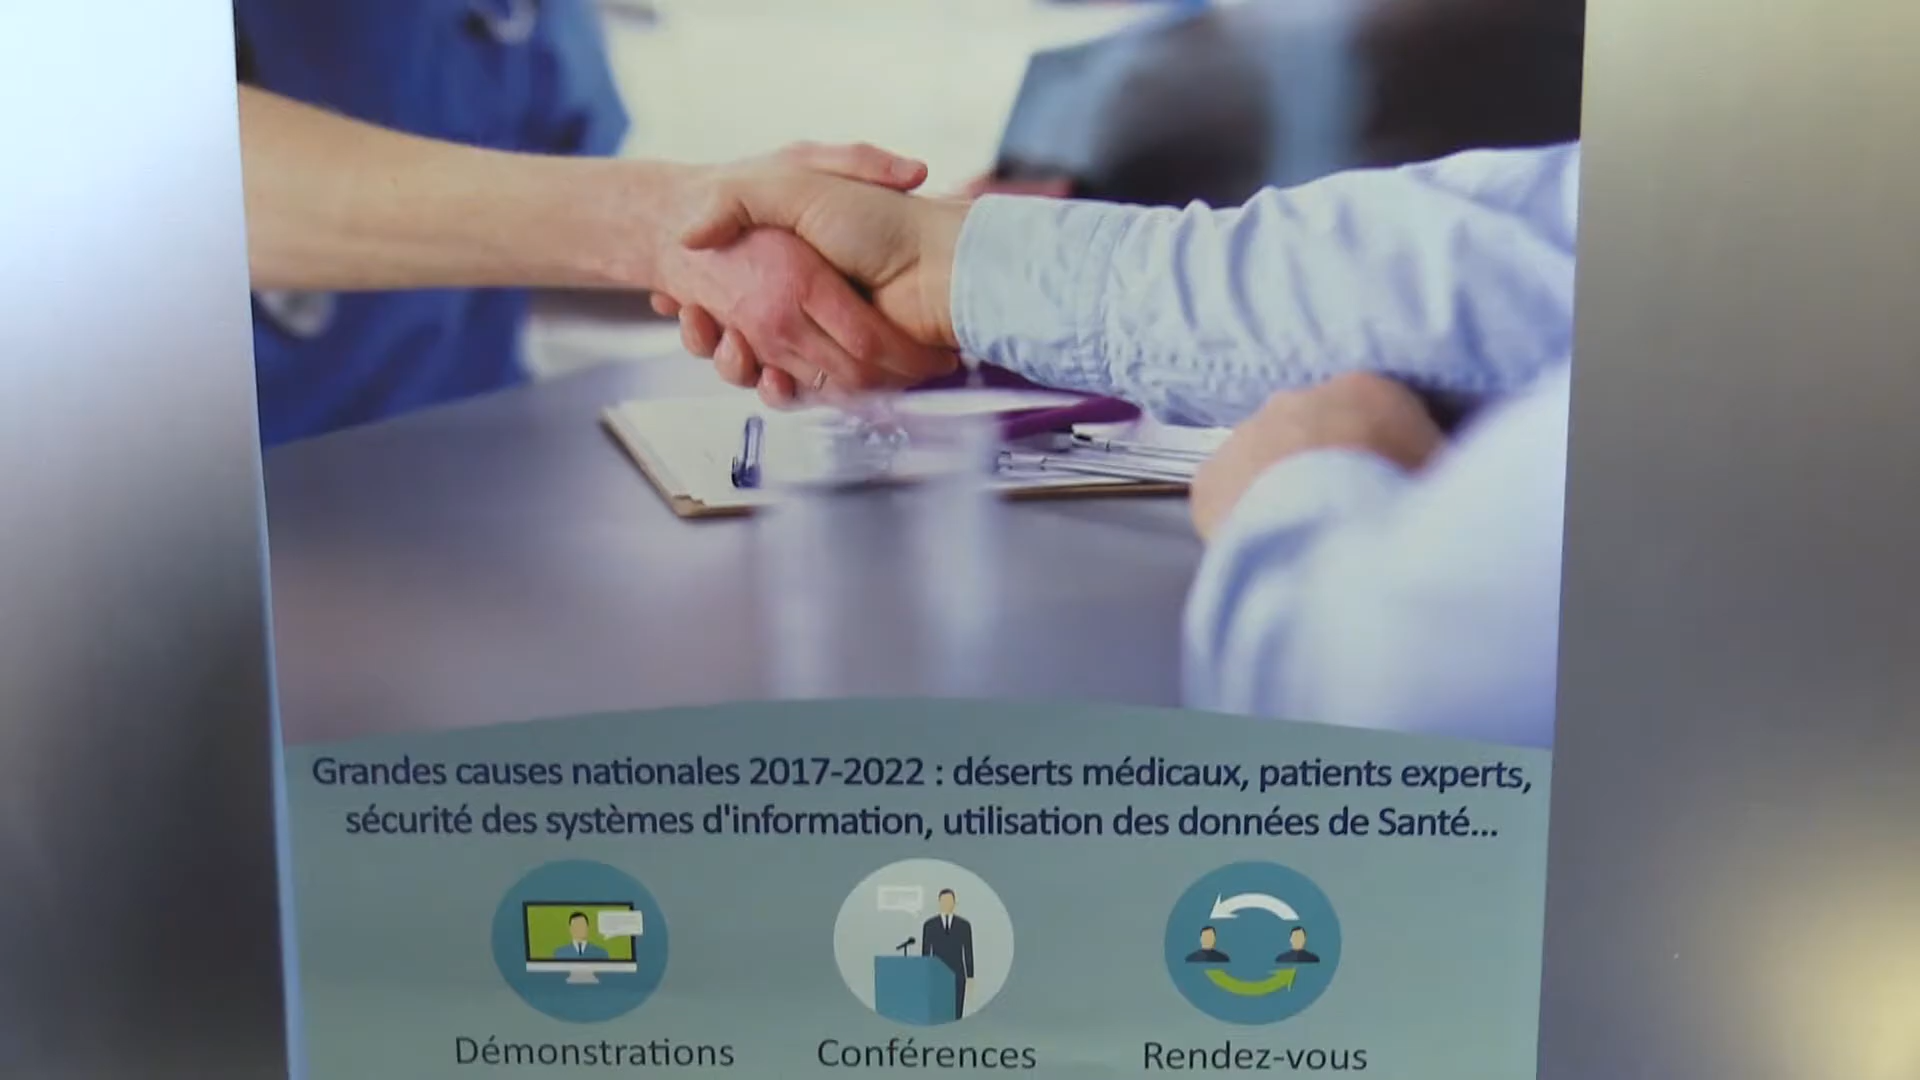 Grandes causes nationales 2017-2022 : déserts médicaux, patients experts,
sécurité des systèmes d'information, utilisation des données de Santé...
Démonstrations
Conférences
Rendez-vous